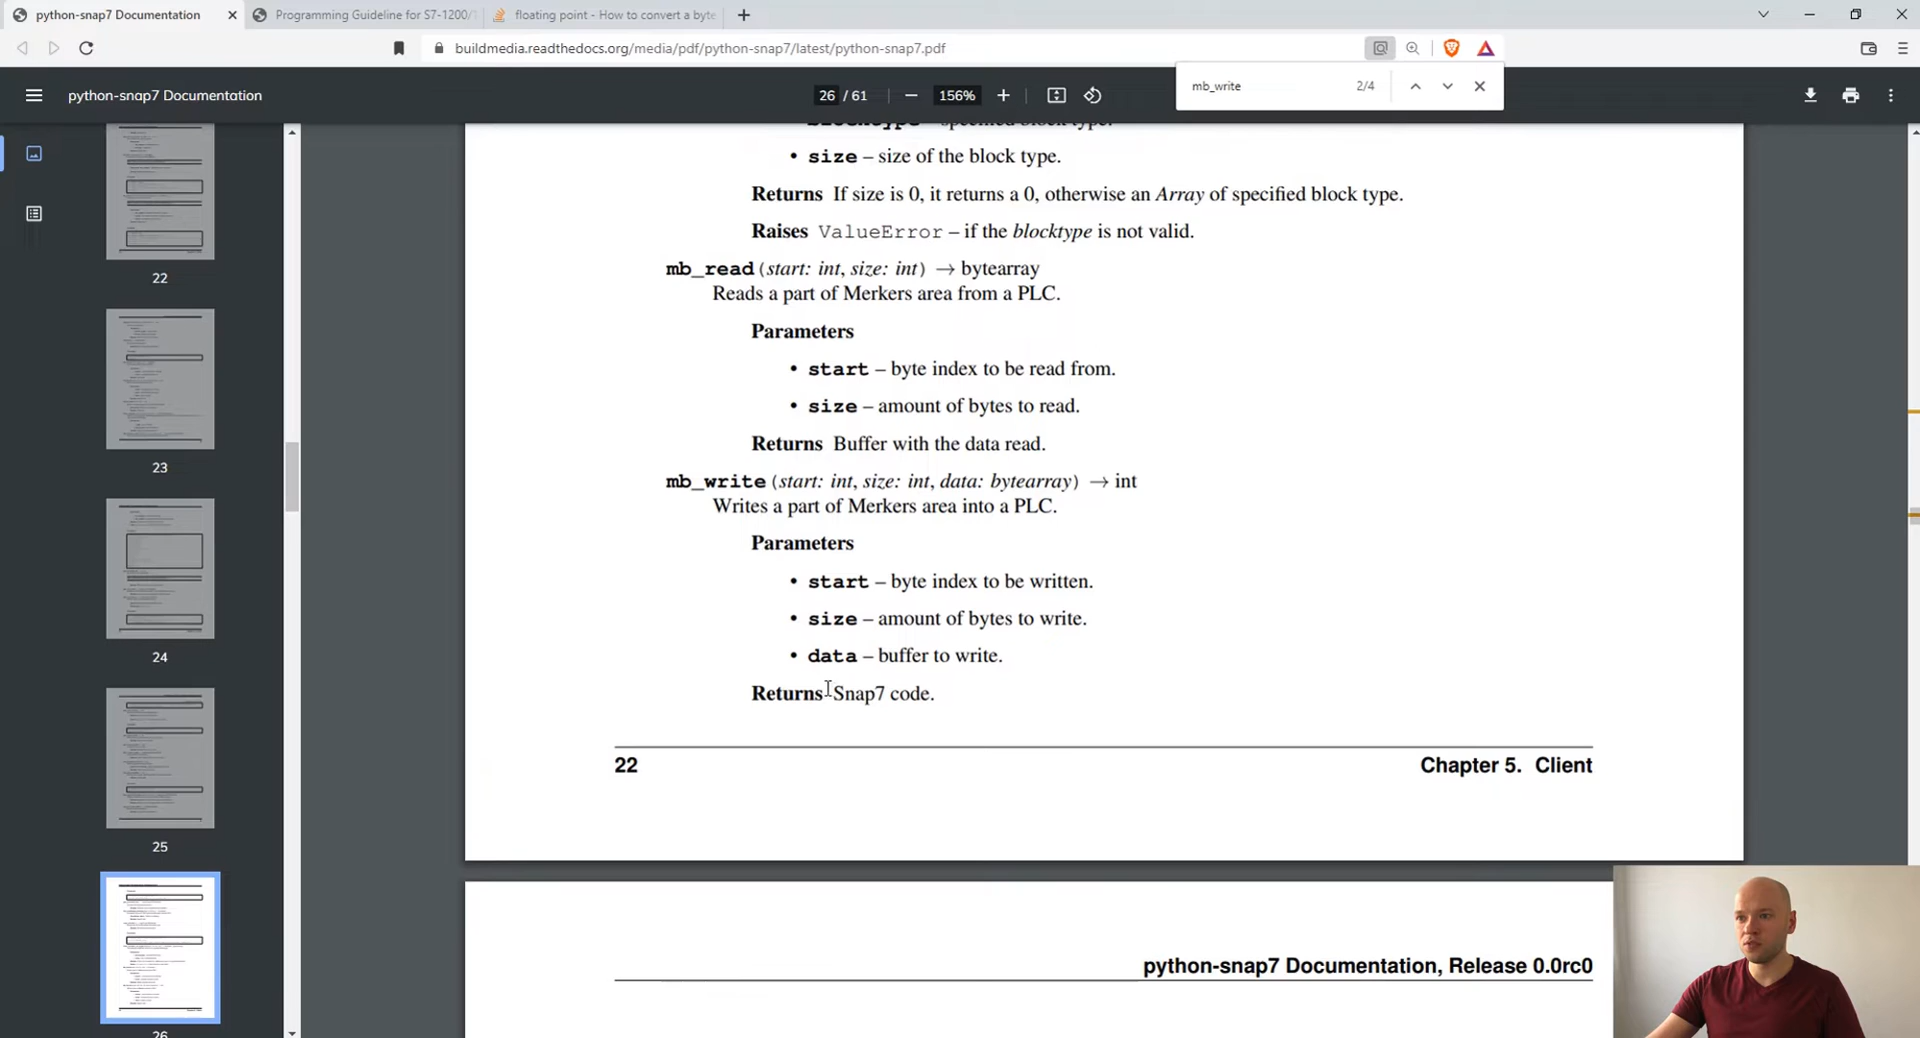 python-snap7 Documentation
Programming Guideline for S7-1200/1
floating point - How to convert a byte
buildmedia.readthedocs.org/media/pdf/python-snap7/latest/python-snap7.pdf
mb_write 2/4
python-snap7 Documentation
26 / 61
156%
blocktype – specified block type.
• size – size of the block type.
Returns If size is 0, it returns a 0, otherwise an Array of specified block type.
Raises ValueError – if the blocktype is not valid.
mb_read (start: int, size: int) → bytearray
Reads a part of Merkers area from a PLC.
Parameters
• start – byte index to be read from.
• size – amount of bytes to read.
Returns Buffer with the data read.
mb_write (start: int, size: int, data: bytearray) → int
Writes a part of Merkers area into a PLC.
Parameters
• start – byte index to be written.
• size – amount of bytes to write.
• data – buffer to write.
Returns Snap7 code.
22 Chapter 5. Client
python-snap7 Documentation, Release 0.0rc0
22
23
24
25
26